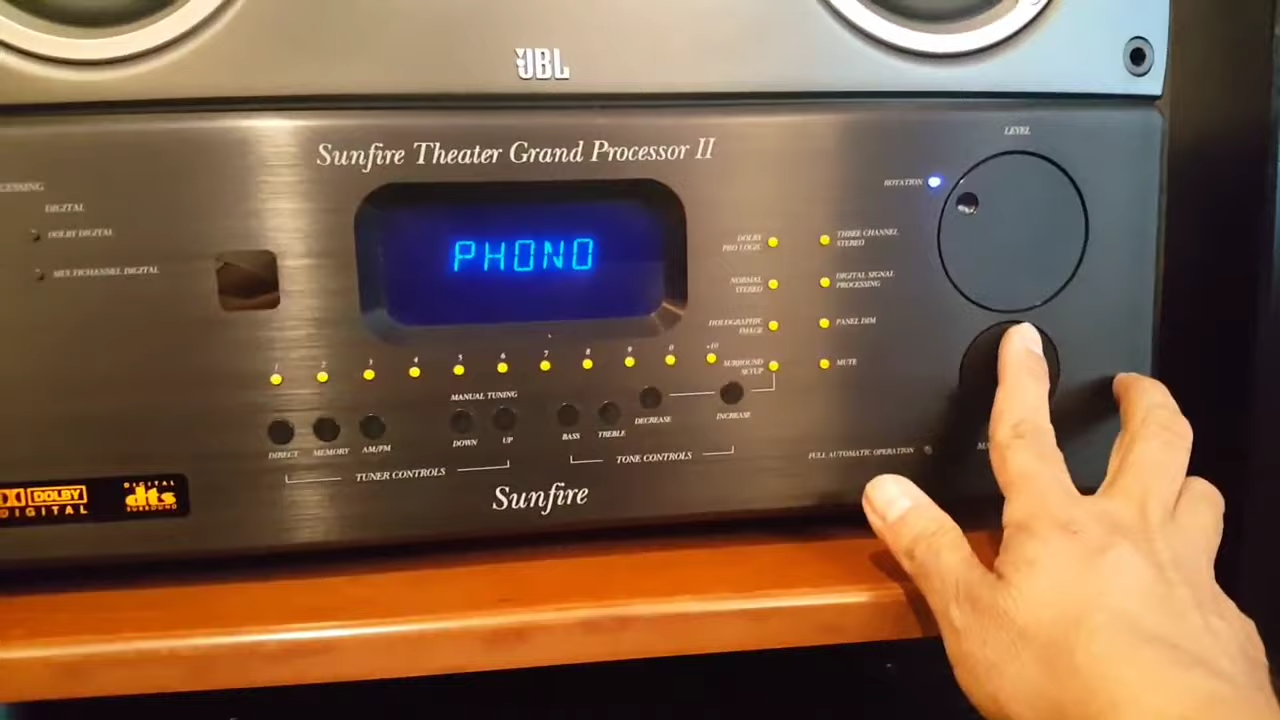 JBL
Sunfire Theater Grand Processor II
LEVEL
ROTATION
DIGITAL
DOLBY DIGITAL
MULTICHANNEL DIGITAL
PHONO
DOLBY
PRO LOGIC
THREE CHANNEL
STEREO
NORMAL
STEREO
DIGITAL SIGNAL
PROCESSING
HOLOGRAPHIC
IMAGE
PANEL DIM
SURROUND
SETUP
MUTE
1 2 3 4 5 6 7 8 9 0 +10
MANUAL TUNING
DIRECT MEMORY AM/FM DOWN UP BASS TREBLE DECREASE INCREASE
TUNER CONTROLS
TONE CONTROLS
FULL AUTOMATIC OPERATION
DOLBY
DIGITAL
DIGITAL
dts
SURROUND
Sunfire